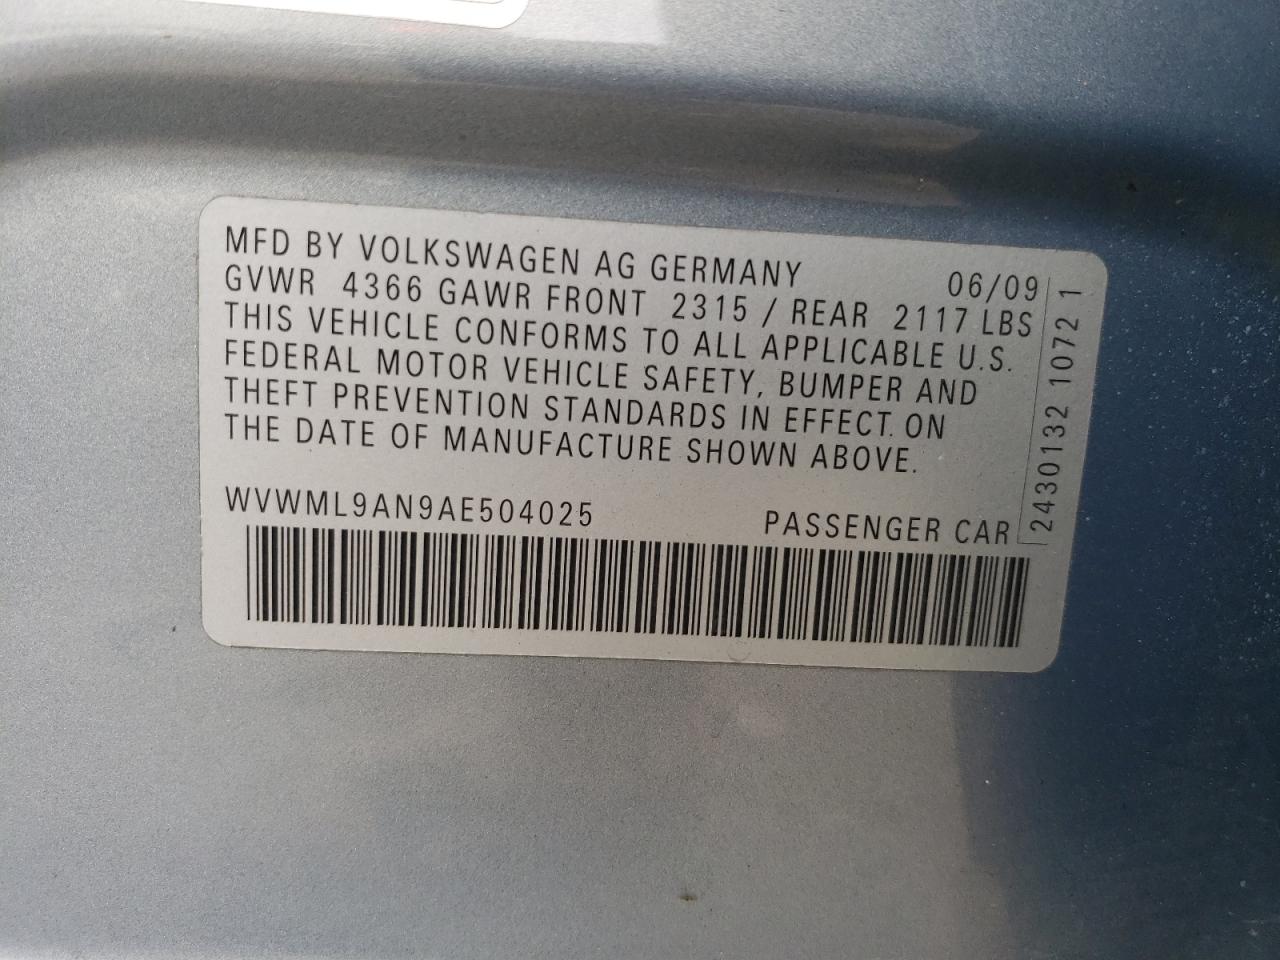 MFD BY VOLKSWAGEN AG GERMANY 06/09
GVWR 4366 GAWR FRONT 2315 / REAR 2117 LBS
THIS VEHICLE CONFORMS TO ALL APPLICABLE U.S.
FEDERAL MOTOR VEHICLE SAFETY, BUMPER AND
THEFT PREVENTION STANDARDS IN EFFECT. ON
THE DATE OF MANUFACTURE SHOWN ABOVE.
WVWML9AN9AE504025 PASSENGER CAR
2430132 1072 1